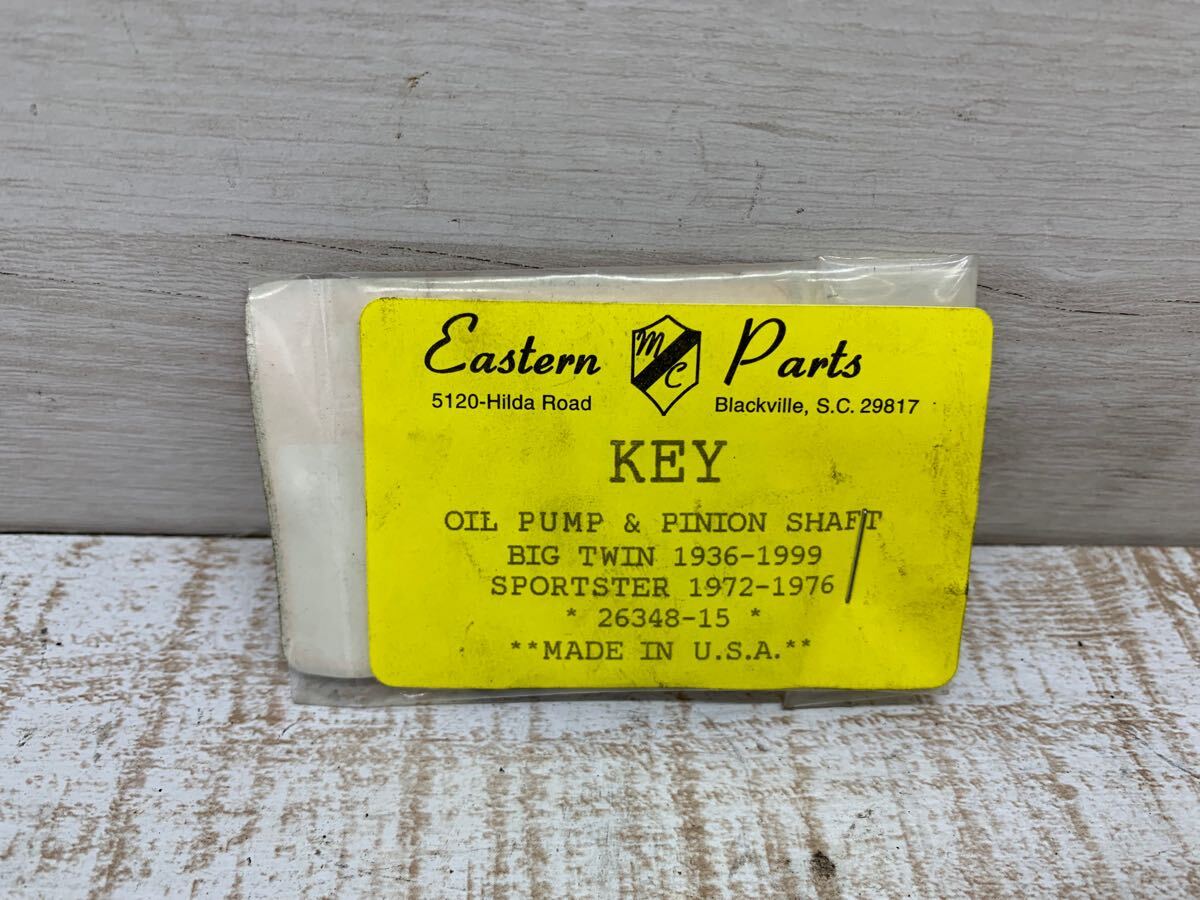 Eastern MC Parts
5120-Hilda Road Blackville, S.C. 29817
KEY
OIL PUMP & PINION SHAFT
BIG TWIN 1936-1999
SPORTSTER 1972-1976
* 26348-15 *
**MADE IN U.S.A.**